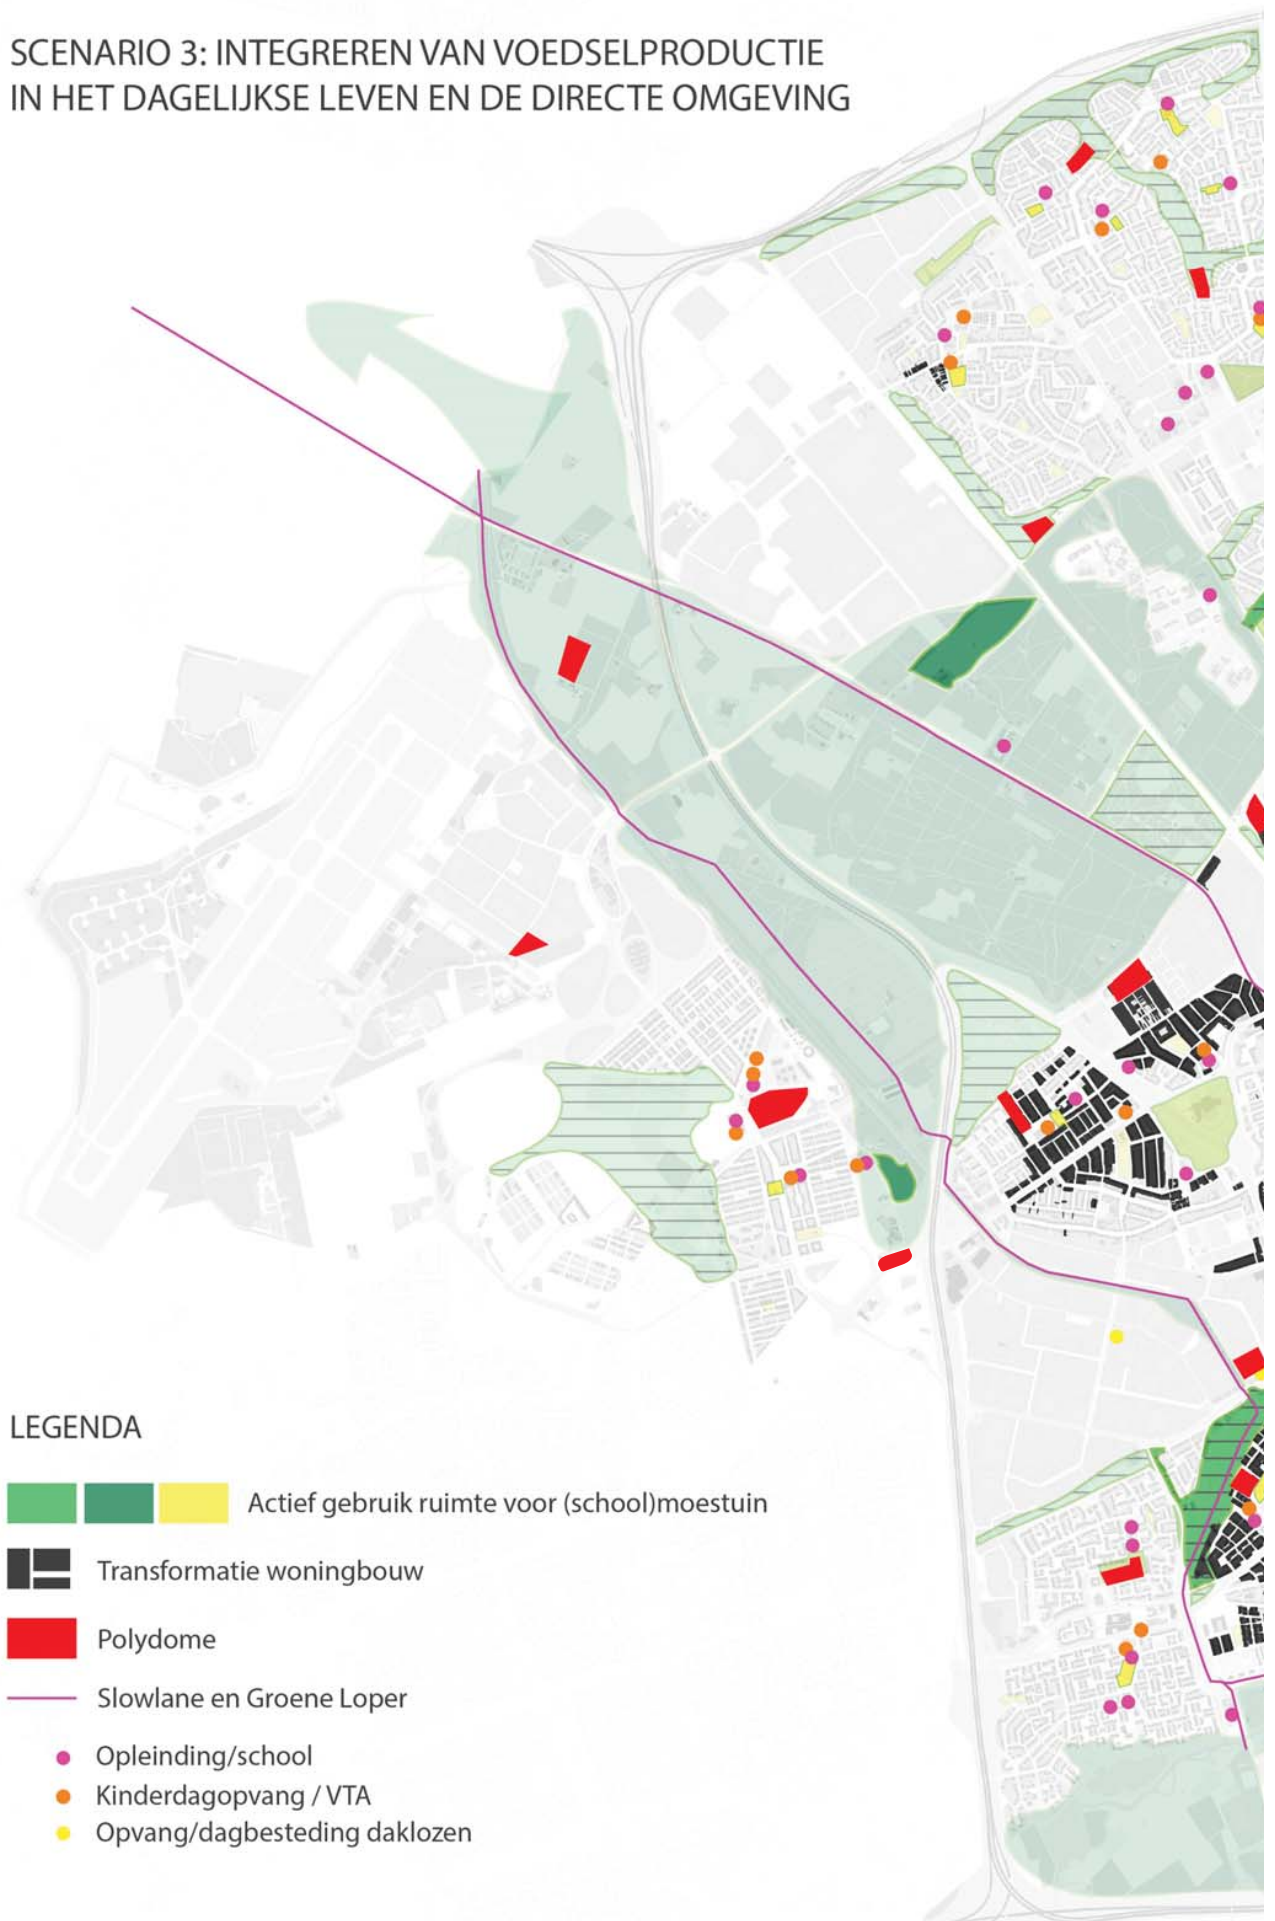 SCENARIO 3: INTEGREREN VAN VOEDSELPRODUCTIE
IN HET DAGELIJKSE LEVEN EN DE DIRECTE OMGEVING
LEGENDA
Actief gebruik ruimte voor (school)moestuin
Transformatie woningbouw
Polydome
Slowlane en Groene Loper
Opleinding/school
Kinderdagopvang / VTA
Opvang/dagbesteding daklozen